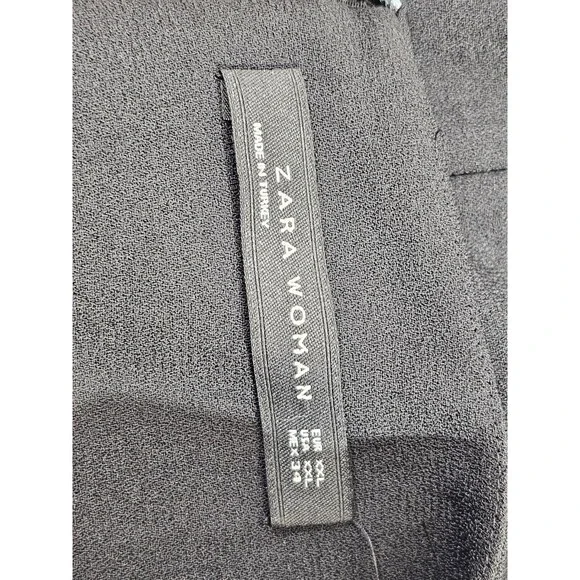 ZARA WOMAN
MADE IN TURKEY
EUR XXL
USA XXL
MEX 34